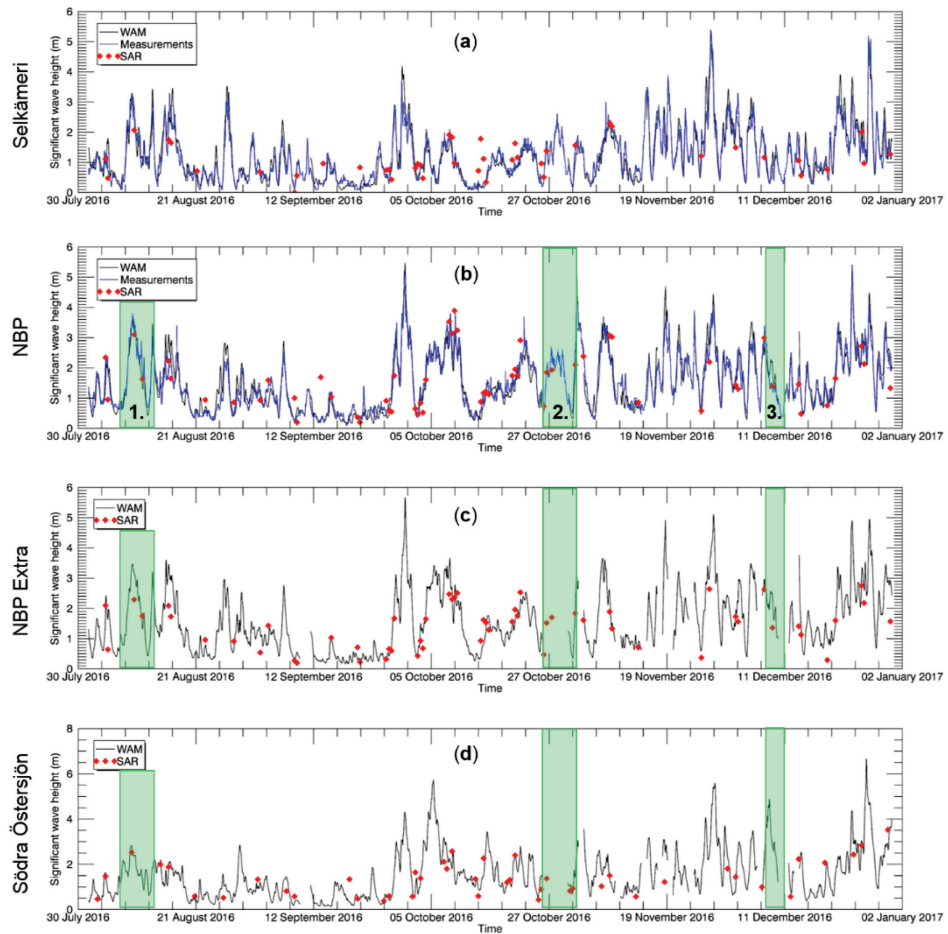 Selkämeri
Significant wave height (m)
6
5
4
3
2
1
0
WAM
Measurements
SAR
(a)
30 July 2016 21 August 2016 12 September 2016 05 October 2016 27 October 2016 19 November 2016 11 December 2016 02 January 2017
Time
NBP
Significant wave height (m)
6
5
4
3
2
1
0
WAM
Measurements
SAR
(b)
1. 2. 3.
30 July 2016 21 August 2016 12 September 2016 05 October 2016 27 October 2016 19 November 2016 11 December 2016 02 January 2017
Time
NBP Extra
Significant wave height (m)
6
5
4
3
2
1
0
WAM
SAR
(c)
30 July 2016 21 August 2016 12 September 2016 05 October 2016 27 October 2016 19 November 2016 11 December 2016 02 January 2017
Time
Södra Östersjön
Significant wave height (m)
8
6
4
2
0
WAM
SAR
(d)
30 July 2016 21 August 2016 12 September 2016 05 October 2016 27 October 2016 19 November 2016 11 December 2016 02 January 2017
Time